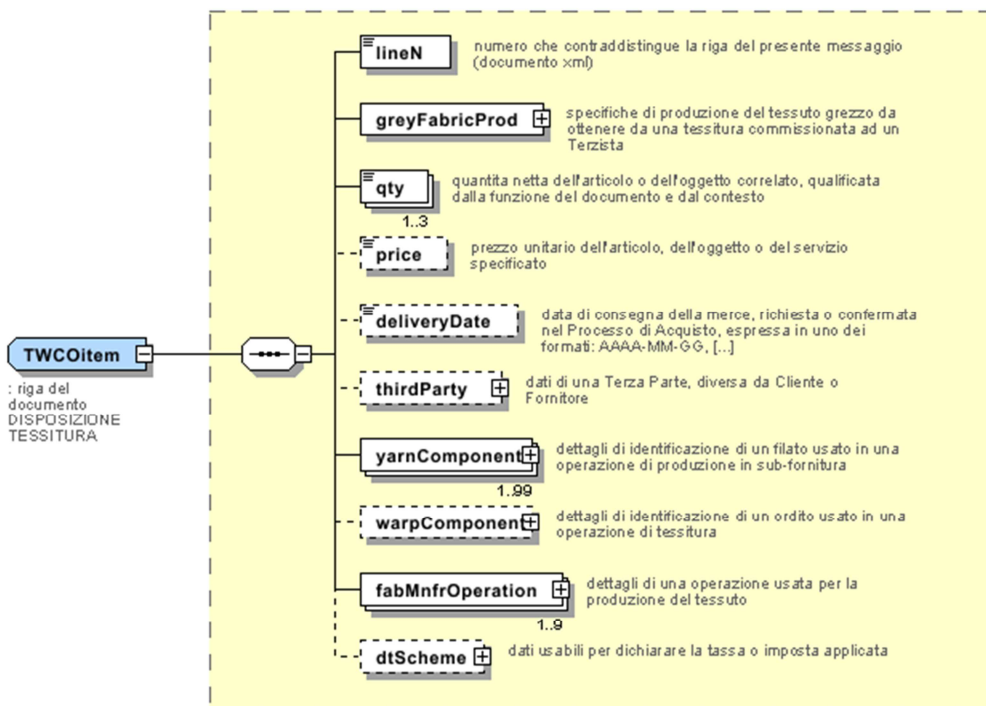 lineN
numero che contraddistingue la riga del presente messaggio
(documento xml)
greyFabricProd
specifiche di produzione del tessuto grezzo da
ottenere da una tessitura commissionata ad un
Terzista
qty
quantita netta dell'articolo o dell'oggetto correlato, qualificata
dalla funzione del documento e dal contesto
1..3
price
prezzo unitario dell'articolo, dell'oggetto o del servizio
specificato
deliveryDate
data di consegna della merce, richiesta o confermata
nel Processo di Acquisto, espressa in uno dei
formati: AAAA-MM-GG, [...]
TWCOitem
: riga del
documento
DISPOSIZIONE
TESSITURA
thirdParty
dati di una Terza Parte, diversa da Cliente o
Fornitore
yarnComponent
dettagli di identificazione di un filato usato in una
operazione di produzione in sub-fornitura
1..99
warpComponent
dettagli di identificazione di un ordito usato in una
operazione di tessitura
fabMnfrOperation
dettagli di una operazione usata per la
produzione del tessuto
1..9
dtScheme
dati usabili per dichiarare la tassa o imposta applicata